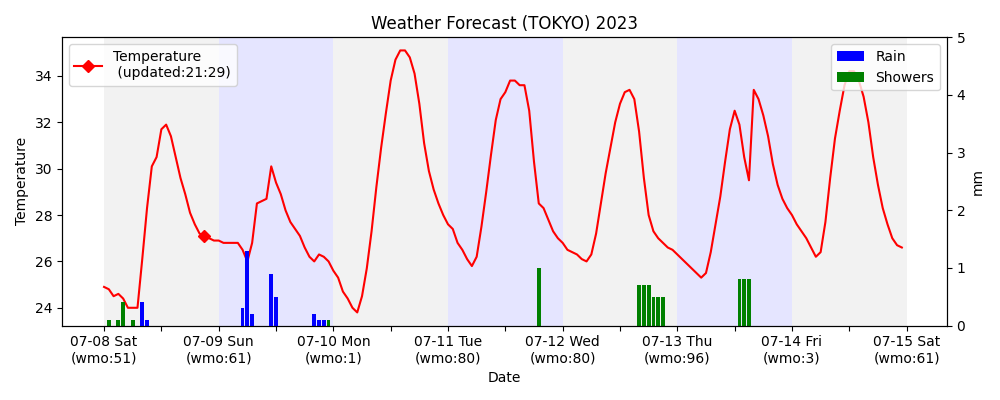 Weather Forecast (TOKYO) 2023
Temperature
(updated:21:29)
Rain
Showers
34
32
30
28
26
24
Temperature
5
4
3
2
1
0
mm
07-08 Sat
(wmo:51)
07-09 Sun
(wmo:61)
07-10 Mon
(wmo:1)
07-11 Tue
(wmo:80)
07-12 Wed
(wmo:80)
07-13 Thu
(wmo:96)
07-14 Fri
(wmo:3)
07-15 Sat
(wmo:61)
Date